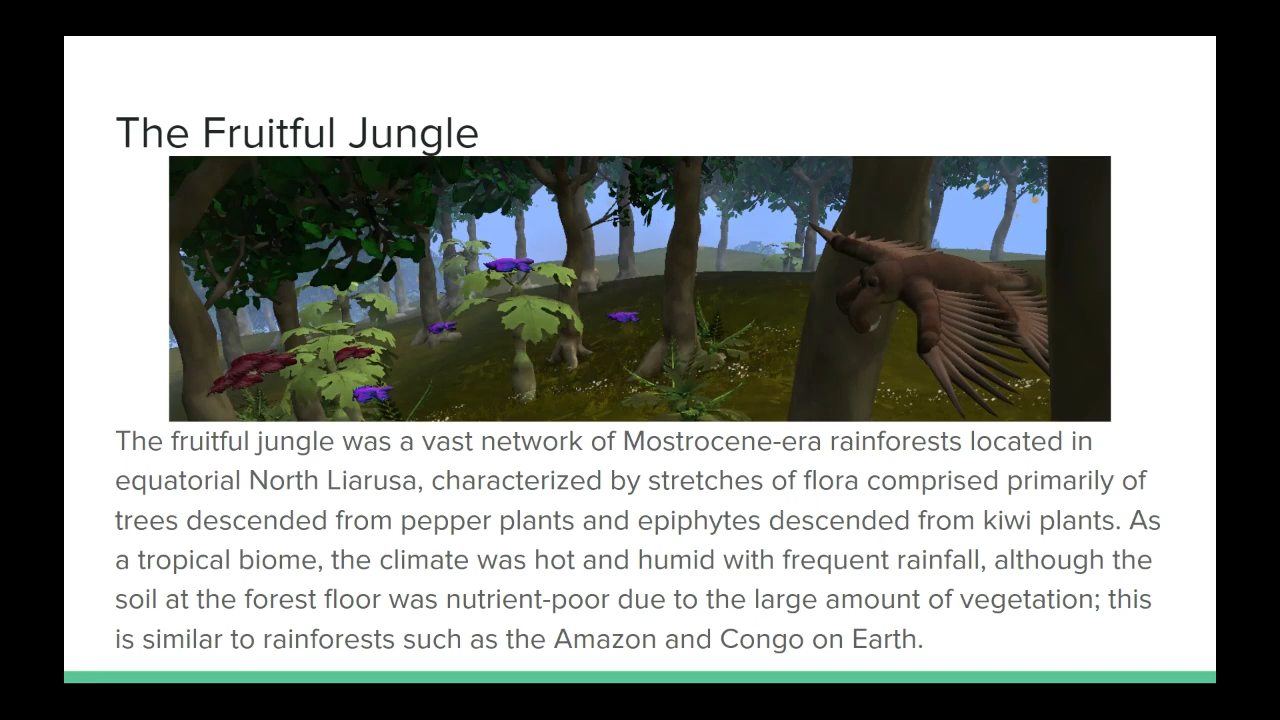 The Fruitful Jungle
The fruitful jungle was a vast network of Mostrocene-era rainforests located in
equatorial North Liarusa, characterized by stretches of flora comprised primarily of
trees descended from pepper plants and epiphytes descended from kiwi plants. As
a tropical biome, the climate was hot and humid with frequent rainfall, although the
soil at the forest floor was nutrient-poor due to the large amount of vegetation; this
is similar to rainforests such as the Amazon and Congo on Earth.